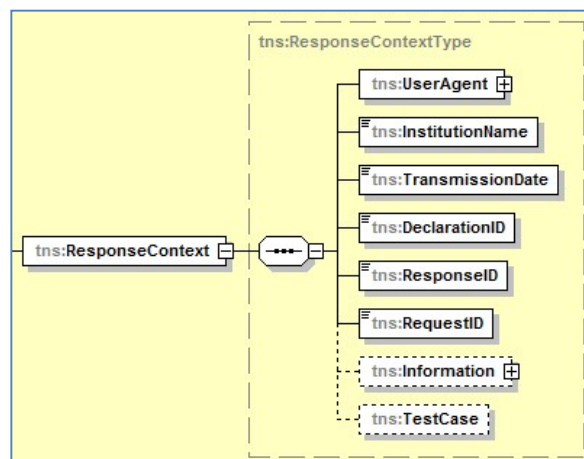 tns:ResponseContextType
tns:UserAgent
tns:InstitutionName
tns:TransmissionDate
tns:DeclarationID
tns:ResponseContext
tns:ResponseID
tns:RequestID
tns:Information
tns:TestCase